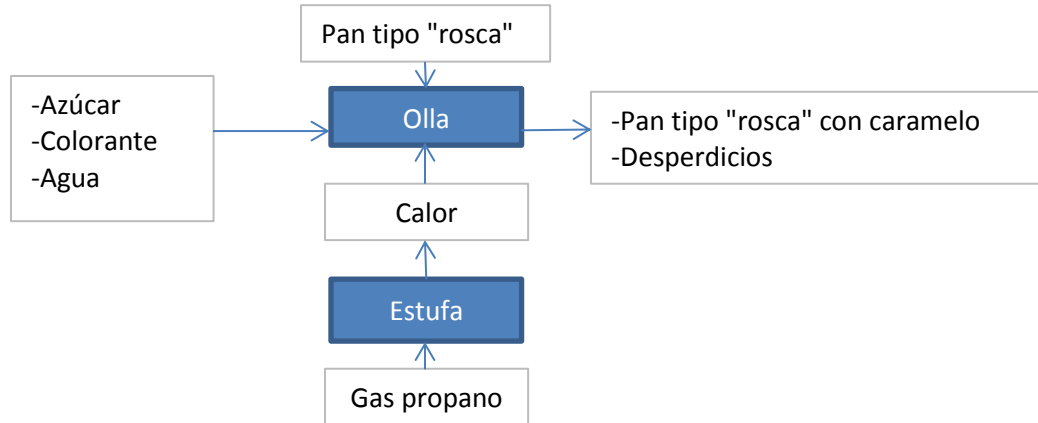 Pan tipo "rosca"
-Azúcar
-Colorante
-Agua
Olla
-Pan tipo "rosca" con caramelo
-Desperdicios
Calor
Estufa
Gas propano